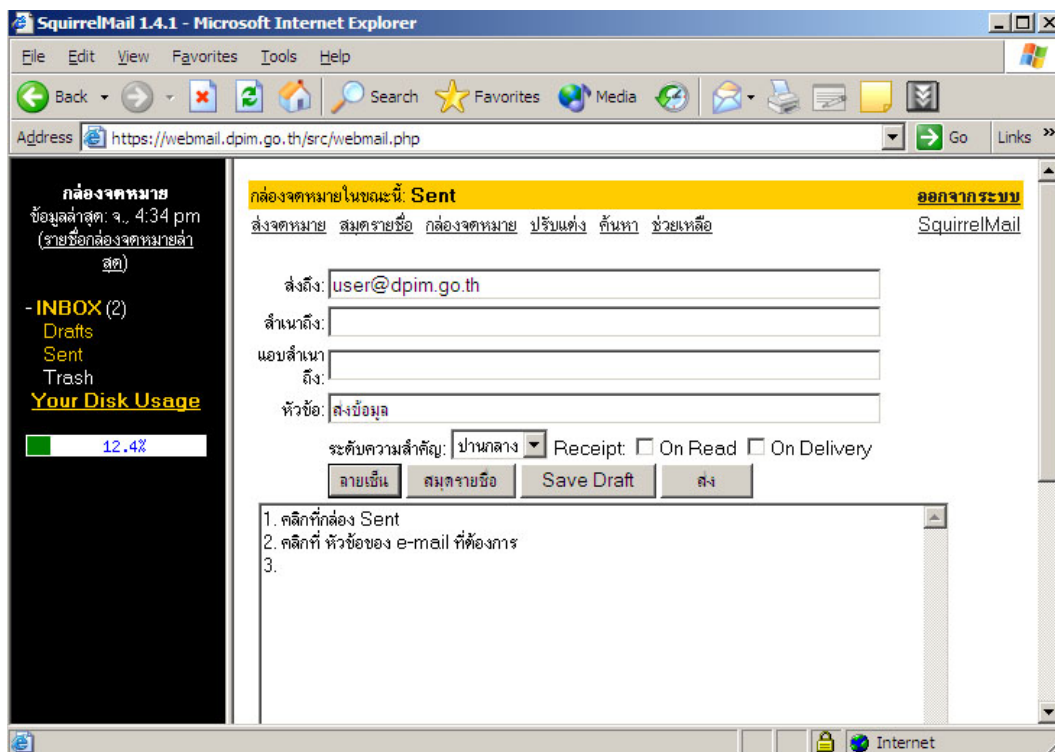 SquirrelMail 1.4.1 - Microsoft Internet Explorer
File Edit View Favorites Tools Help
Back Search Favorites Media
Address https://webmail.dpim.go.th/src/webmail.php Go Links »
กล่องจดหมาย
ข้อมูลล่าสุด: จ., 4:34 pm
(รายชื่อกล่องจดหมายล่า
สุด)
- INBOX (2)
Drafts
Sent
Trash
Your Disk Usage
12.4%
กล่องจดหมายในขณะนี้: Sent ออกจากระบบ
ส่งจดหมาย สมุดรายชื่อ กล่องจดหมาย ปรับแต่ง ค้นหา ช่วยเหลือ SquirrelMail
ส่งถึง: user@dpim.go.th
สำเนาถึง:
แอบสำเนา
ถึง:
หัวข้อ: ส่งข้อมูล
ระดับความสำคัญ: ปานกลาง Receipt: On Read On Delivery
ลายเซ็น สมุดรายชื่อ Save Draft ส่ง
1. คลิกที่กล่อง Sent
2. คลิกที่ หัวข้อของ e-mail ที่ต้องการ
3.
Internet